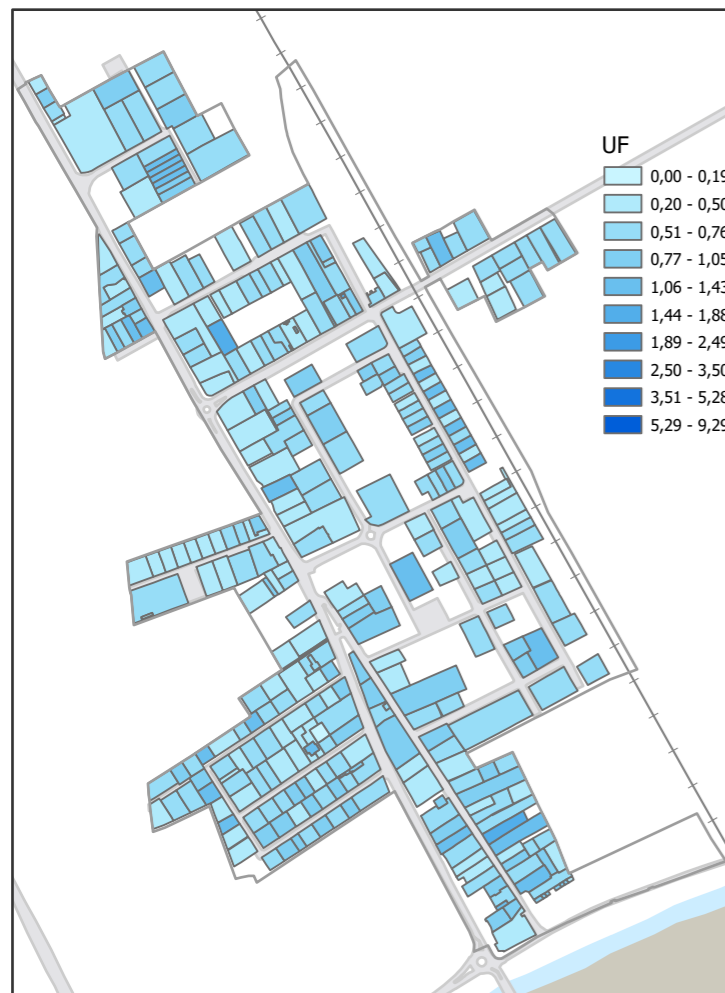 UF
0,00 - 0,19
0,20 - 0,50
0,51 - 0,76
0,77 - 1,05
1,06 - 1,43
1,44 - 1,88
1,89 - 2,49
2,50 - 3,50
3,51 - 5,28
5,29 - 9,29